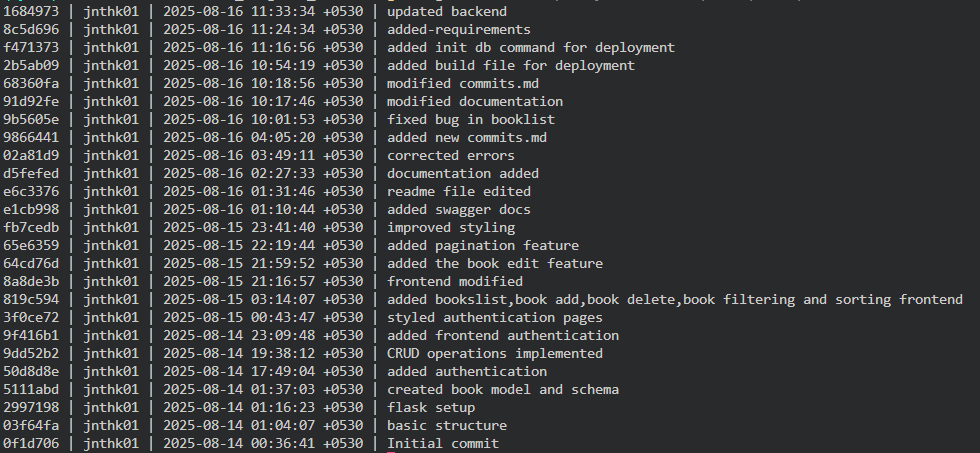 1684973 | jnthk01 | 2025-08-16 11:33:34 +0530 | updated backend
8c5d696 | jnthk01 | 2025-08-16 11:24:34 +0530 | added-requirements
f471373 | jnthk01 | 2025-08-16 11:16:56 +0530 | added init db command for deployment
2b5ab09 | jnthk01 | 2025-08-16 10:54:19 +0530 | added build file for deployment
68360fa | jnthk01 | 2025-08-16 10:18:56 +0530 | modified commits.md
91d92fe | jnthk01 | 2025-08-16 10:17:46 +0530 | modified documentation
9b5605e | jnthk01 | 2025-08-16 10:01:53 +0530 | fixed bug in booklist
9866441 | jnthk01 | 2025-08-16 04:05:20 +0530 | added new commits.md
02a81d9 | jnthk01 | 2025-08-16 03:49:11 +0530 | corrected errors
d5fefed | jnthk01 | 2025-08-16 02:27:33 +0530 | documentation added
e6c3376 | jnthk01 | 2025-08-16 01:31:46 +0530 | readme file edited
e1cb998 | jnthk01 | 2025-08-16 01:10:44 +0530 | added swagger docs
fb7cedb | jnthk01 | 2025-08-15 23:41:40 +0530 | improved styling
65e6359 | jnthk01 | 2025-08-15 22:19:44 +0530 | added pagination feature
64cd76d | jnthk01 | 2025-08-15 21:59:52 +0530 | added the book edit feature
8a8de3b | jnthk01 | 2025-08-15 21:16:57 +0530 | frontend modified
819c594 | jnthk01 | 2025-08-15 03:14:07 +0530 | added bookslist,book add,book delete,book filtering and sorting frontend
3f0ce72 | jnthk01 | 2025-08-15 00:43:47 +0530 | styled authentication pages
9f416b1 | jnthk01 | 2025-08-14 23:09:48 +0530 | added frontend authentication
9dd52b2 | jnthk01 | 2025-08-14 19:38:12 +0530 | CRUD operations implemented
50d8d8e | jnthk01 | 2025-08-14 17:49:04 +0530 | added authentication
5111abd | jnthk01 | 2025-08-14 01:37:03 +0530 | created book model and schema
2997198 | jnthk01 | 2025-08-14 01:16:23 +0530 | flask setup
03f64fa | jnthk01 | 2025-08-14 01:04:07 +0530 | basic structure
0f1d706 | jnthk01 | 2025-08-14 00:36:41 +0530 | Initial commit